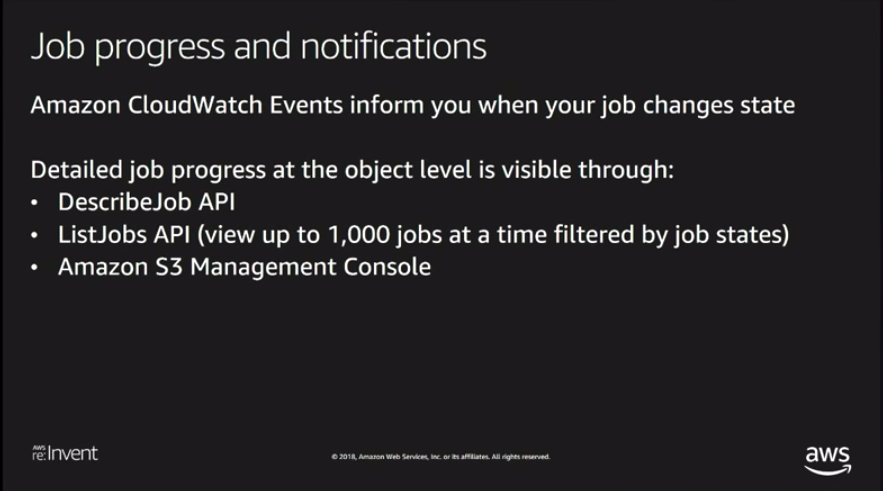 Job progress and notifications
Amazon CloudWatch Events inform you when your job changes state
Detailed job progress at the object level is visible through:
• DescribeJob API
• ListJobs API (view up to 1,000 jobs at a time filtered by job states)
• Amazon S3 Management Console
AWS
re:Invent
© 2018, Amazon Web Services, Inc. or its affiliates. All rights reserved.
aws